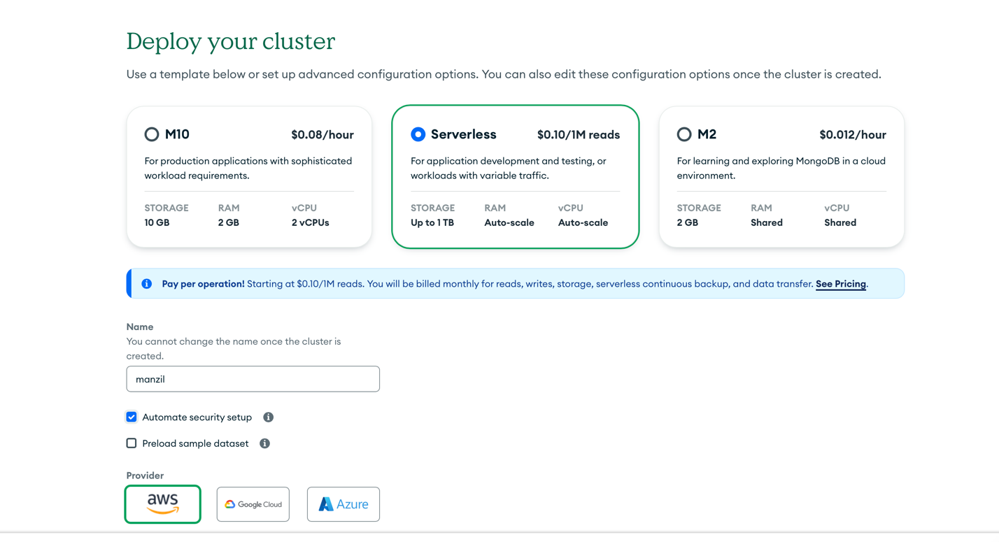 Deploy your cluster
Use a template below or set up advanced configuration options. You can also edit these configuration options once the cluster is created.
M10 $0.08/hour
For production applications with sophisticated
workload requirements.
STORAGE RAM vCPU
10 GB 2 GB 2 vCPUs
Serverless $0.10/1M reads
For application development and testing, or
workloads with variable traffic.
STORAGE RAM vCPU
Up to 1 TB Auto-scale Auto-scale
M2 $0.012/hour
For learning and exploring MongoDB in a cloud
environment.
STORAGE RAM vCPU
2 GB Shared Shared
Pay per operation! Starting at $0.10/1M reads. You will be billed monthly for reads, writes, storage, serverless continuous backup, and data transfer. See Pricing.
Name
You cannot change the name once the cluster is
created.
manzil
Automate security setup
Preload sample dataset
Provider
aws Google Cloud Azure